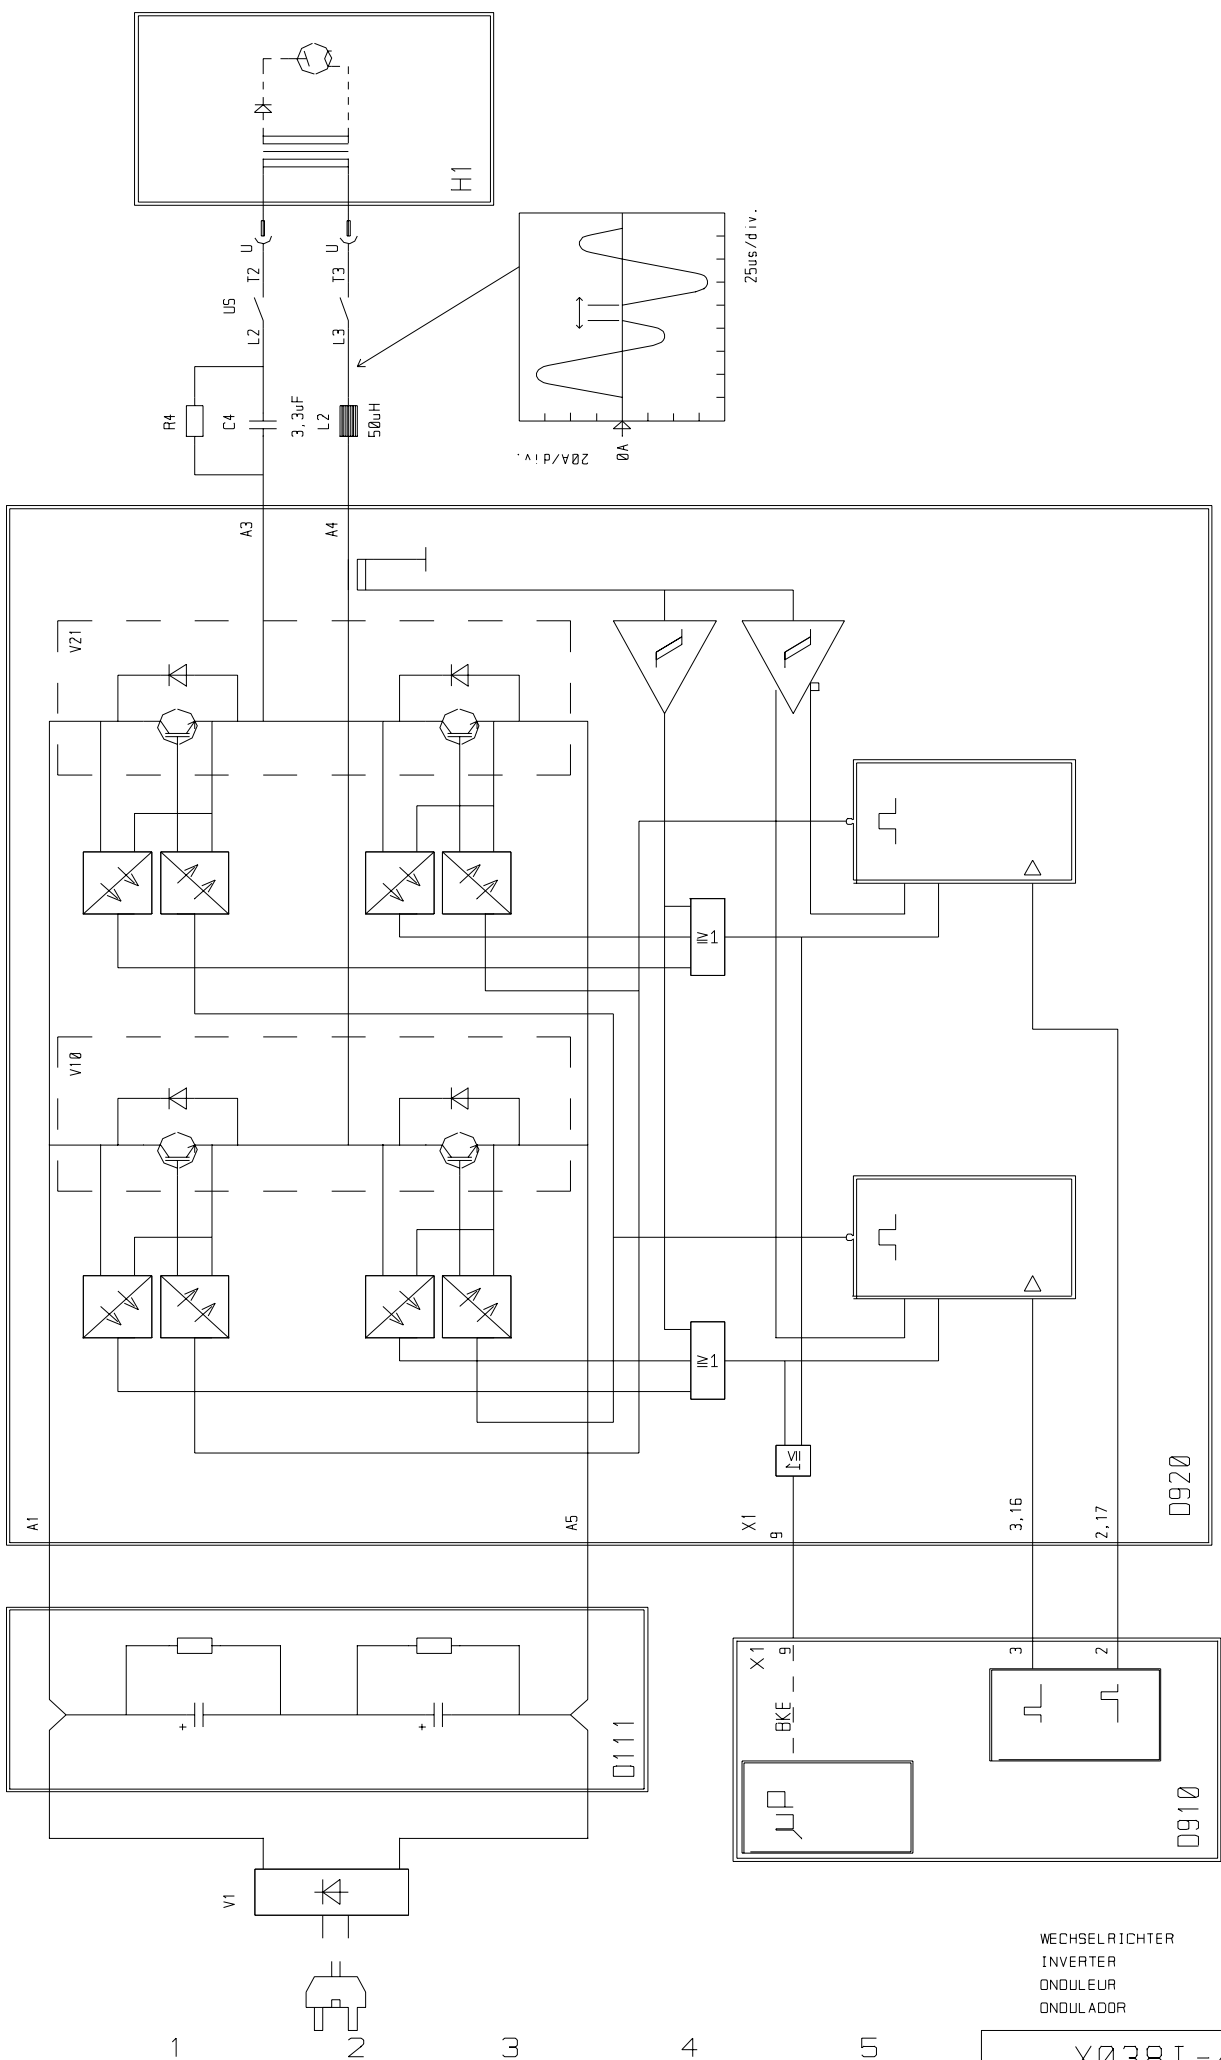 H1
U
U
T2
T3
US
L2
L3
25us/div.
R4
C4
3,3uF
L2
50uH
20A/div.
0A
A3
A4
V21
≥1
V10
≥1
≥1
D920
A1
A5
X1
9
3,16
2,17
X1
9
3
2
BKE
+
+
D111
µP
D910
V1
WECHSELRICHTER
INVERTER
ONDULEUR
ONDULADOR
1
2
3
4
5